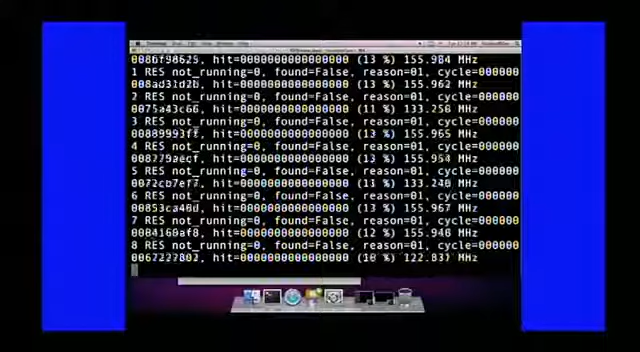 0086f98625, hit=0000000000000000 (13 %) 155.984 MHz
1 RES not_running=0, found=False, reason=01, cycle=000000
008ad31d2b, hit=0000000000000000 (13 %) 155.962 MHz
2 RES not_running=0, found=False, reason=01, cycle=000000
0075a43c66, hit=0000000000000000 (11 %) 133.258 MHz
3 RES not_running=0, found=False, reason=01, cycle=000000
00889993ff, hit=0000000000000000 (13 %) 155.965 MHz
4 RES not_running=0, found=False, reason=01, cycle=000000
008779aecf, hit=0000000000000000 (13 %) 155.954 MHz
5 RES not_running=0, found=False, reason=01, cycle=000000
0072cb7ef7, hit=0000000000000000 (11 %) 133.248 MHz
6 RES not_running=0, found=False, reason=01, cycle=000000
00853ca40d, hit=0000000000000000 (13 %) 155.967 MHz
7 RES not_running=0, found=False, reason=01, cycle=000000
0084160af8, hit=0000000000000000 (12 %) 155.948 MHz
8 RES not_running=0, found=False, reason=01, cycle=000000
0067227802, hit=0000000000000000 (10 %) 122.837 MHz